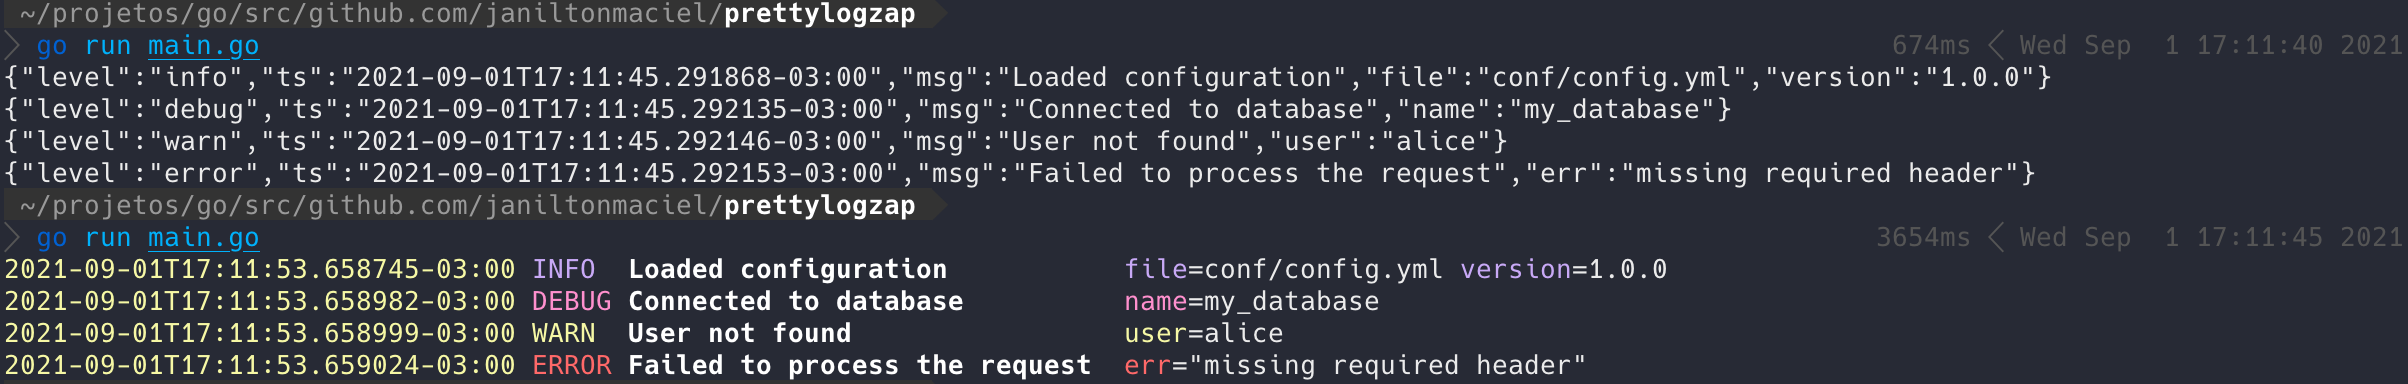 ~/projetos/go/src/github.com/janiltonmaciel/prettylogzap
go run main.go 674ms Wed Sep  1 17:11:40 2021
{"level":"info","ts":"2021-09-01T17:11:45.291868-03:00","msg":"Loaded configuration","file":"conf/config.yml","version":"1.0.0"}
{"level":"debug","ts":"2021-09-01T17:11:45.292135-03:00","msg":"Connected to database","name":"my_database"}
{"level":"warn","ts":"2021-09-01T17:11:45.292146-03:00","msg":"User not found","user":"alice"}
{"level":"error","ts":"2021-09-01T17:11:45.292153-03:00","msg":"Failed to process the request","err":"missing required header"}
~/projetos/go/src/github.com/janiltonmaciel/prettylogzap
go run main.go 3654ms Wed Sep  1 17:11:45 2021
2021-09-01T17:11:53.658745-03:00 INFO  Loaded configuration           file=conf/config.yml version=1.0.0
2021-09-01T17:11:53.658982-03:00 DEBUG Connected to database          name=my_database
2021-09-01T17:11:53.658999-03:00 WARN  User not found                 user=alice
2021-09-01T17:11:53.659024-03:00 ERROR Failed to process the request  err="missing required header"